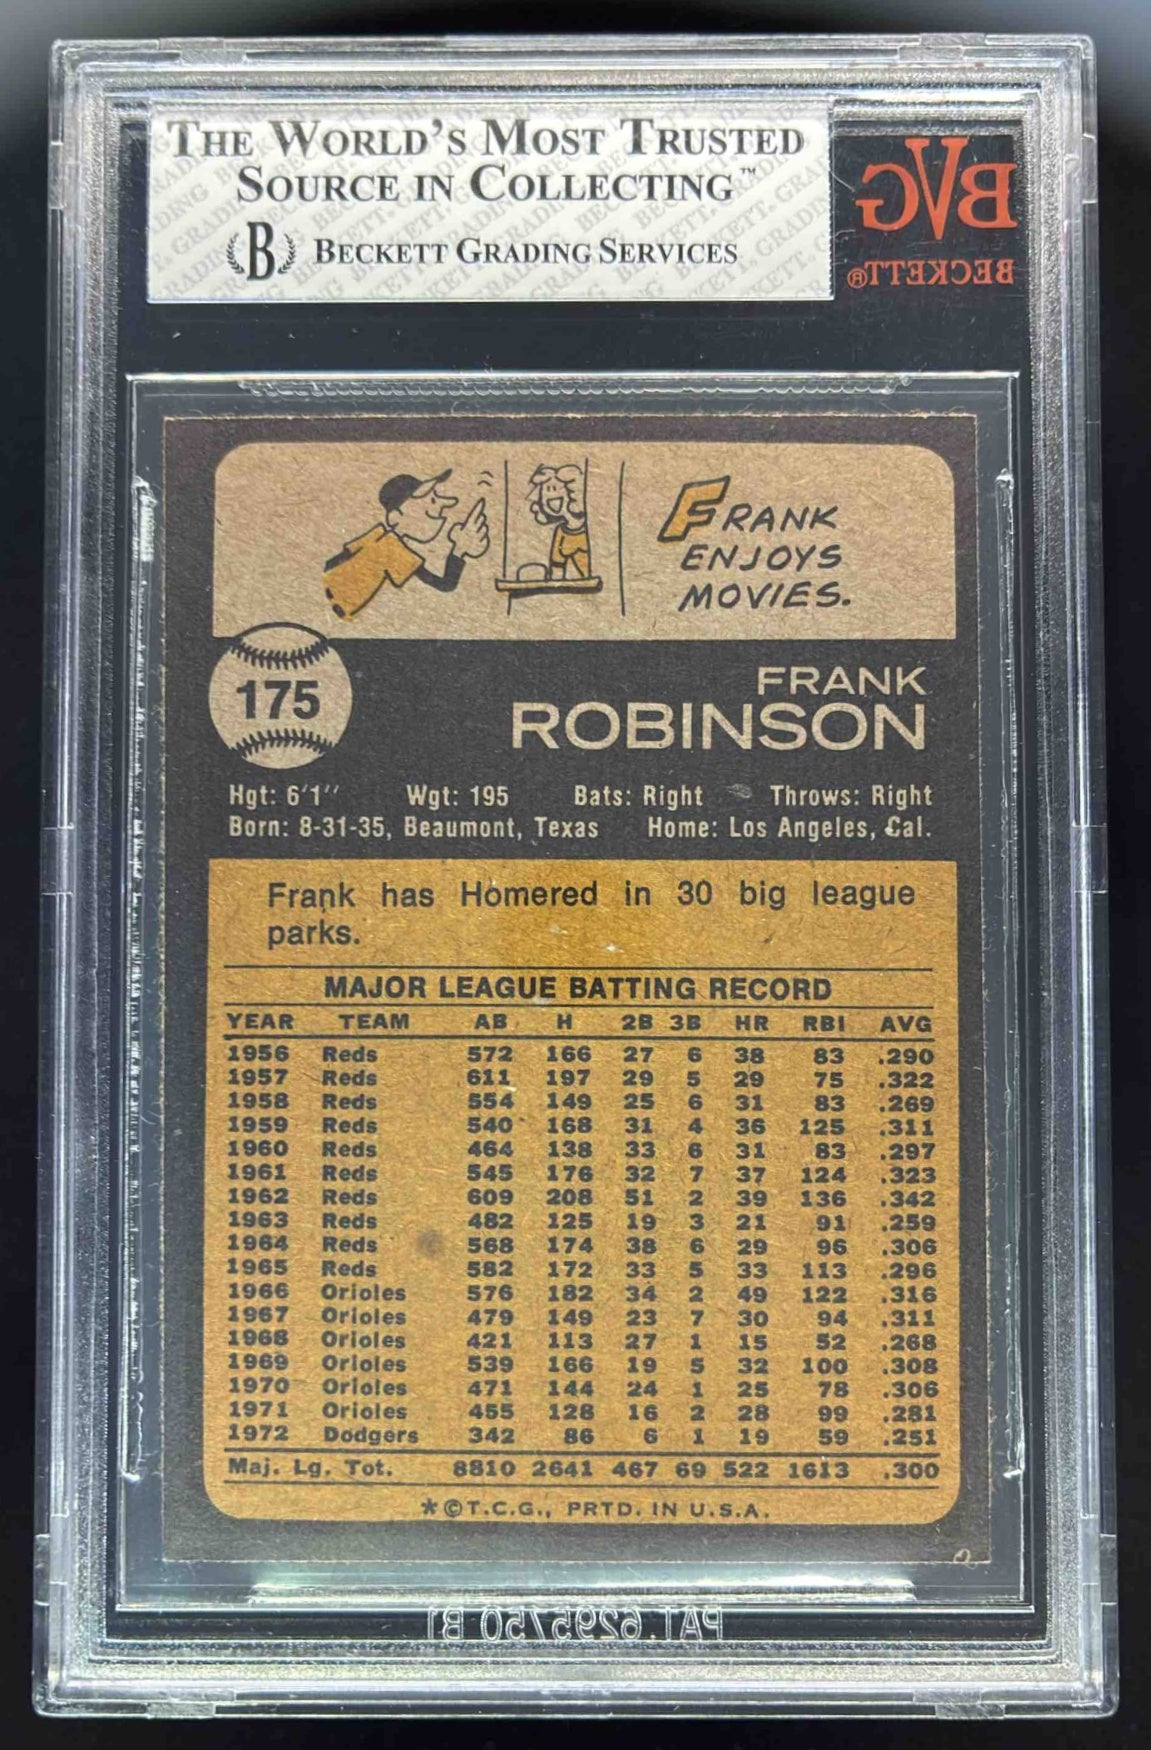 THE WORLD'S MOST TRUSTED
SOURCE IN COLLECTING™
B BECKETT GRADING SERVICES
BVG
BECKETT®
FRANK
ENJOYS
MOVIES.
175
FRANK
ROBINSON
Hgt: 6'1'' Wgt: 195 Bats: Right Throws: Right
Born: 8-31-35, Beaumont, Texas Home: Los Angeles, Cal.
Frank has Homered in 30 big league
parks.
MAJOR LEAGUE BATTING RECORD
YEAR TEAM AB H 2B 3B HR RBI AVG
1956 Reds 572 166 27 6 38 83 .290
1957 Reds 611 197 29 5 29 75 .322
1958 Reds 554 149 25 6 31 83 .269
1959 Reds 540 168 31 4 36 125 .311
1960 Reds 464 138 33 6 31 83 .297
1961 Reds 545 176 32 7 37 124 .323
1962 Reds 609 208 51 2 39 136 .342
1963 Reds 482 125 19 3 21 91 .259
1964 Reds 568 174 38 6 29 96 .306
1965 Reds 582 172 33 5 33 113 .296
1966 Orioles 576 182 34 2 49 122 .316
1967 Orioles 479 149 23 7 30 94 .311
1968 Orioles 421 113 27 1 15 52 .268
1969 Orioles 539 166 19 5 32 100 .308
1970 Orioles 471 144 24 1 25 78 .306
1971 Orioles 455 128 16 2 28 99 .281
1972 Dodgers 342 86 6 1 19 59 .251
Maj. Lg. Tot. 8810 2641 467 69 522 1613 .300
*©T.C.G., PRTD. IN U.S.A.
PAT. 6295750 B1